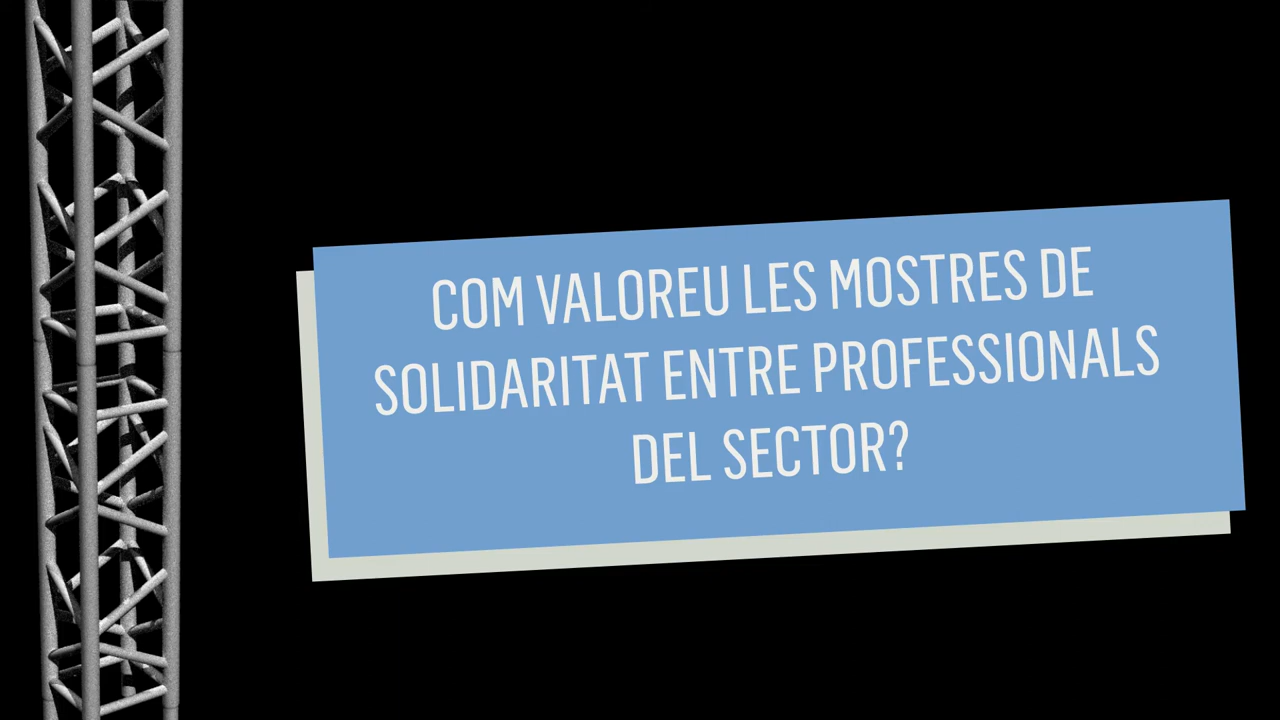 COM VALOREU LES MOSTRES DE
SOLIDARITAT ENTRE PROFESSIONALS
DEL SECTOR?